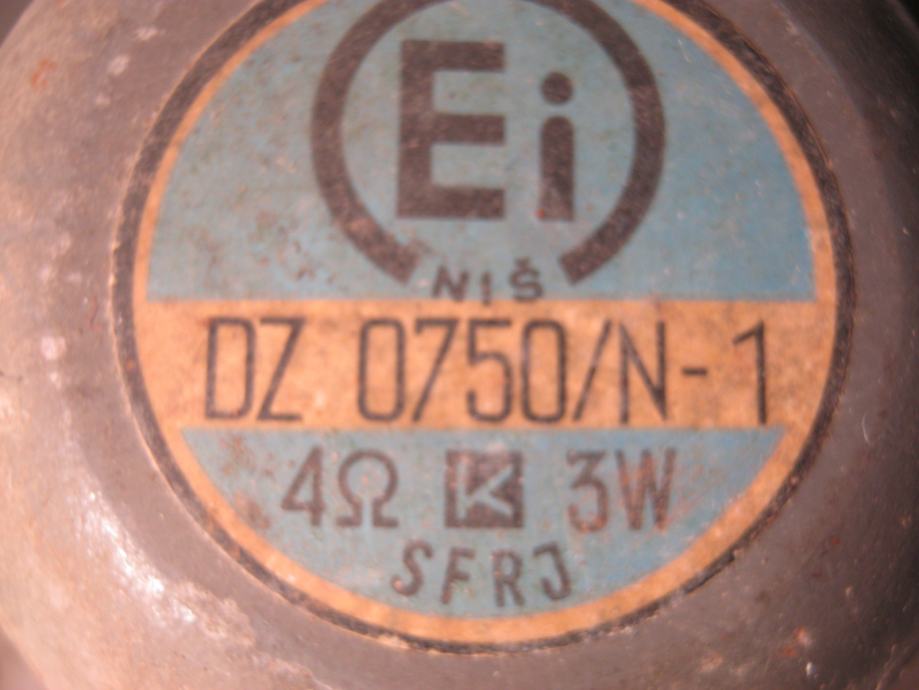 Ei
NIŠ
DZ 0750/N-1
4Ω K 3W
SFRJ